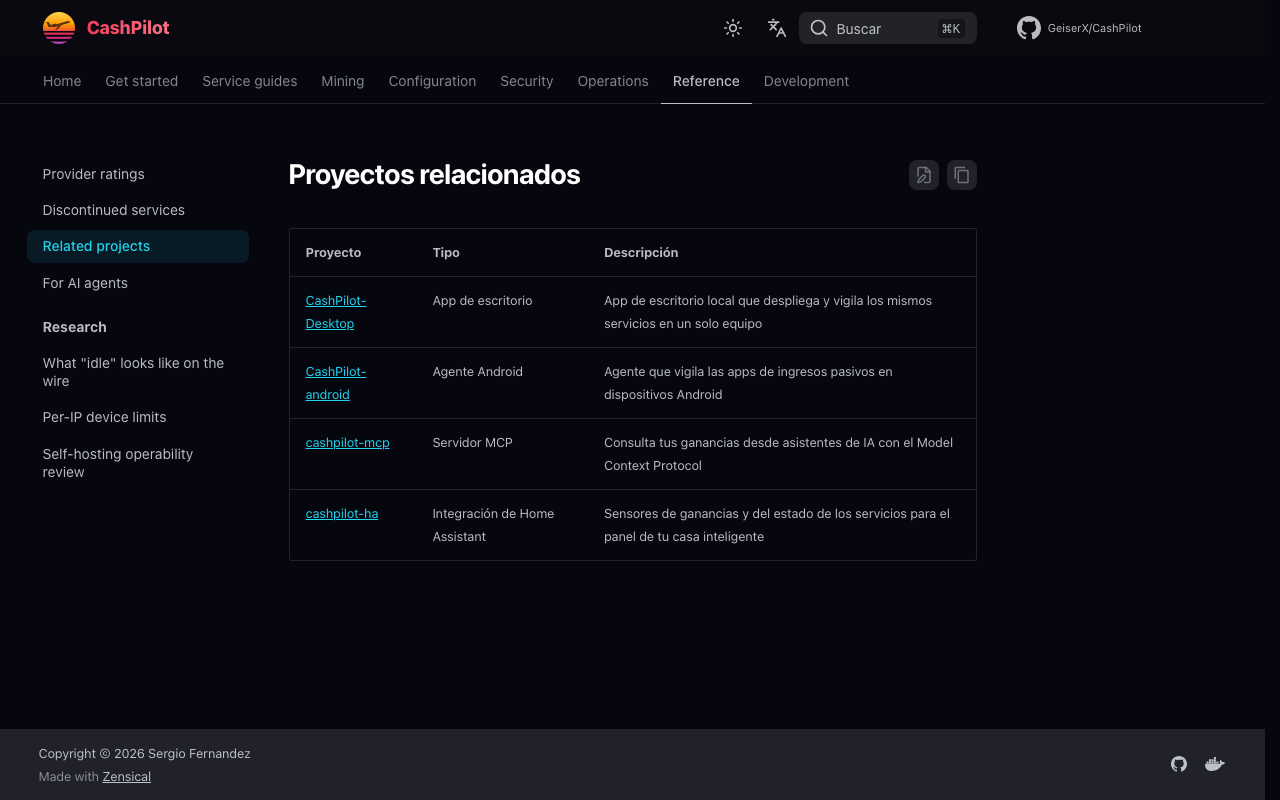 CashPilot
Buscar
⌘K
GeiserX/CashPilot
Home
Get started
Service guides
Mining
Configuration
Security
Operations
Reference
Development
Provider ratings
Discontinued services
Related projects
For AI agents
Research
What "idle" looks like on the
wire
Per-IP device limits
Self-hosting operability
review
Proyectos relacionados
Proyecto
Tipo
Descripción
CashPilot-
Desktop
App de escritorio
App de escritorio local que despliega y vigila los mismos
servicios en un solo equipo
CashPilot-
android
Agente Android
Agente que vigila las apps de ingresos pasivos en
dispositivos Android
cashpilot-mcp
Servidor MCP
Consulta tus ganancias desde asistentes de IA con el Model
Context Protocol
cashpilot-ha
Integración de Home
Assistant
Sensores de ganancias y del estado de los servicios para el
panel de tu casa inteligente
Copyright © 2026 Sergio Fernandez
Made with Zensical